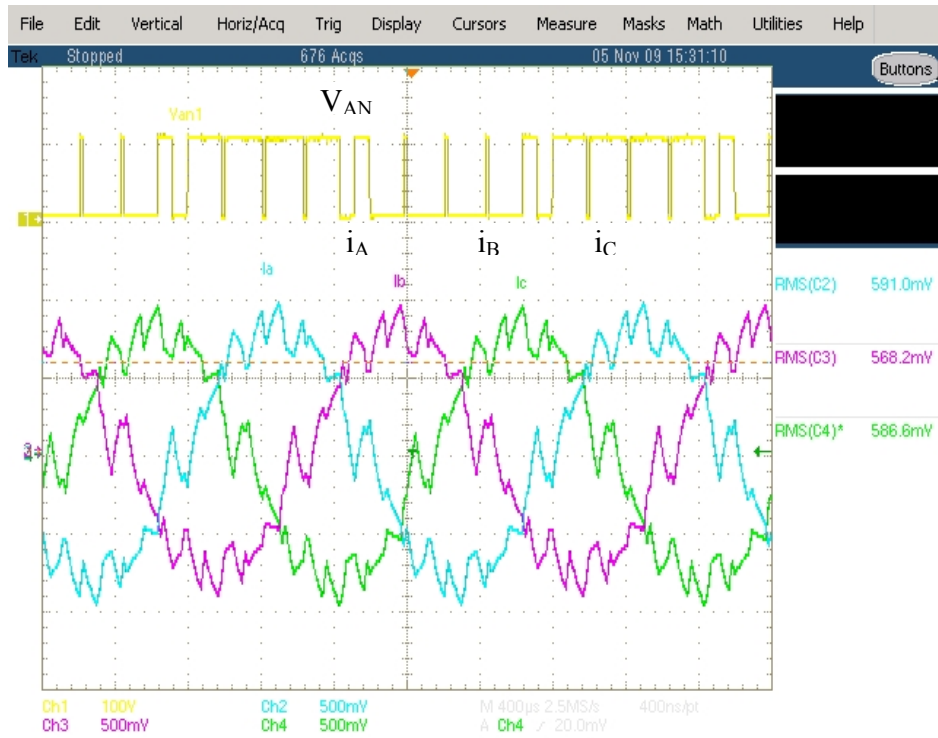 File Edit Vertical Horiz/Acq Trig Display Cursors Measure Masks Math Utilities Help
Tek Stopped 676 Acqs 05 Nov 09 15:31:10 Buttons
VAN
Van1
1
iA iB iC
Ia Ib Ic
RMS(C2) 591.0mV
RMS(C3) 568.2mV
RMS(C4)* 586.6mV
Ch1 100V Ch2 500mV M 400µs 2.5MS/s 400ns/pt
Ch3 500mV Ch4 500mV A Ch4 / 20.0mV